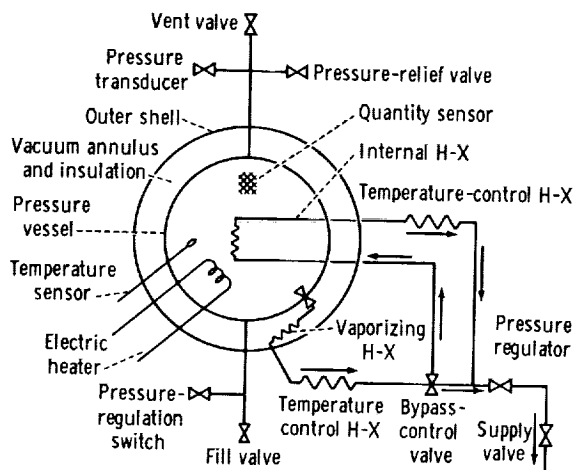 Vent valve
Pressure
transducer
Pressure-relief valve
Outer shell
Quantity sensor
Vacuum annulus
and insulation
Internal H-X
Temperature-control H-X
Pressure
vessel
Temperature
sensor
Electric
heater
Vaporizing
H-X
Pressure
regulator
Pressure-
regulation
switch
Fill valve
Temperature
control H-X
Bypass-
control
valve
Supply
valve